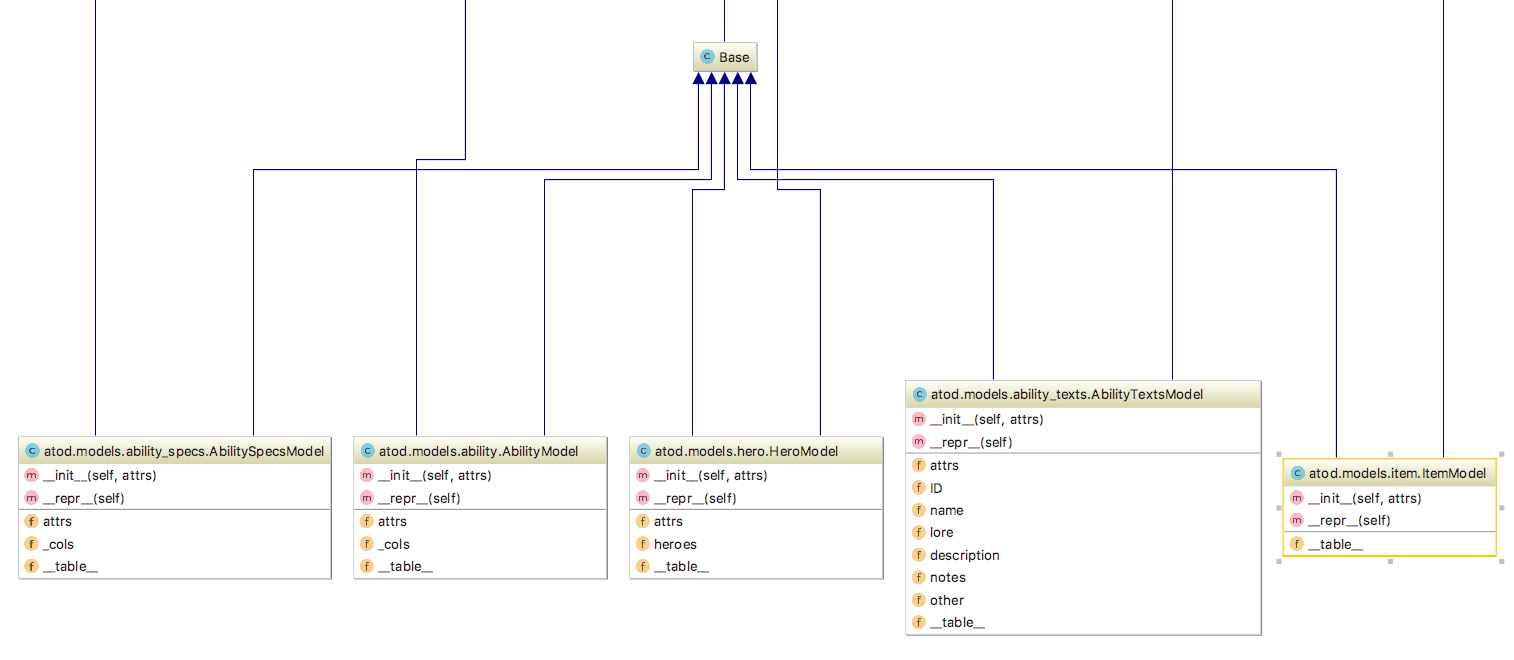 C Base
C atod.models.ability_specs.AbilitySpecsModel
m __init__(self, attrs)
m __repr__(self)
f attrs
f _cols
f __table__
C atod.models.ability.AbilityModel
m __init__(self, attrs)
m __repr__(self)
f attrs
f _cols
f __table__
C atod.models.hero.HeroModel
m __init__(self, attrs)
m __repr__(self)
f attrs
f heroes
f __table__
C atod.models.ability_texts.AbilityTextsModel
m __init__(self, attrs)
m __repr__(self)
f attrs
f ID
f name
f lore
f description
f notes
f other
f __table__
C atod.models.item.ItemModel
m __init__(self, attrs)
m __repr__(self)
f __table__